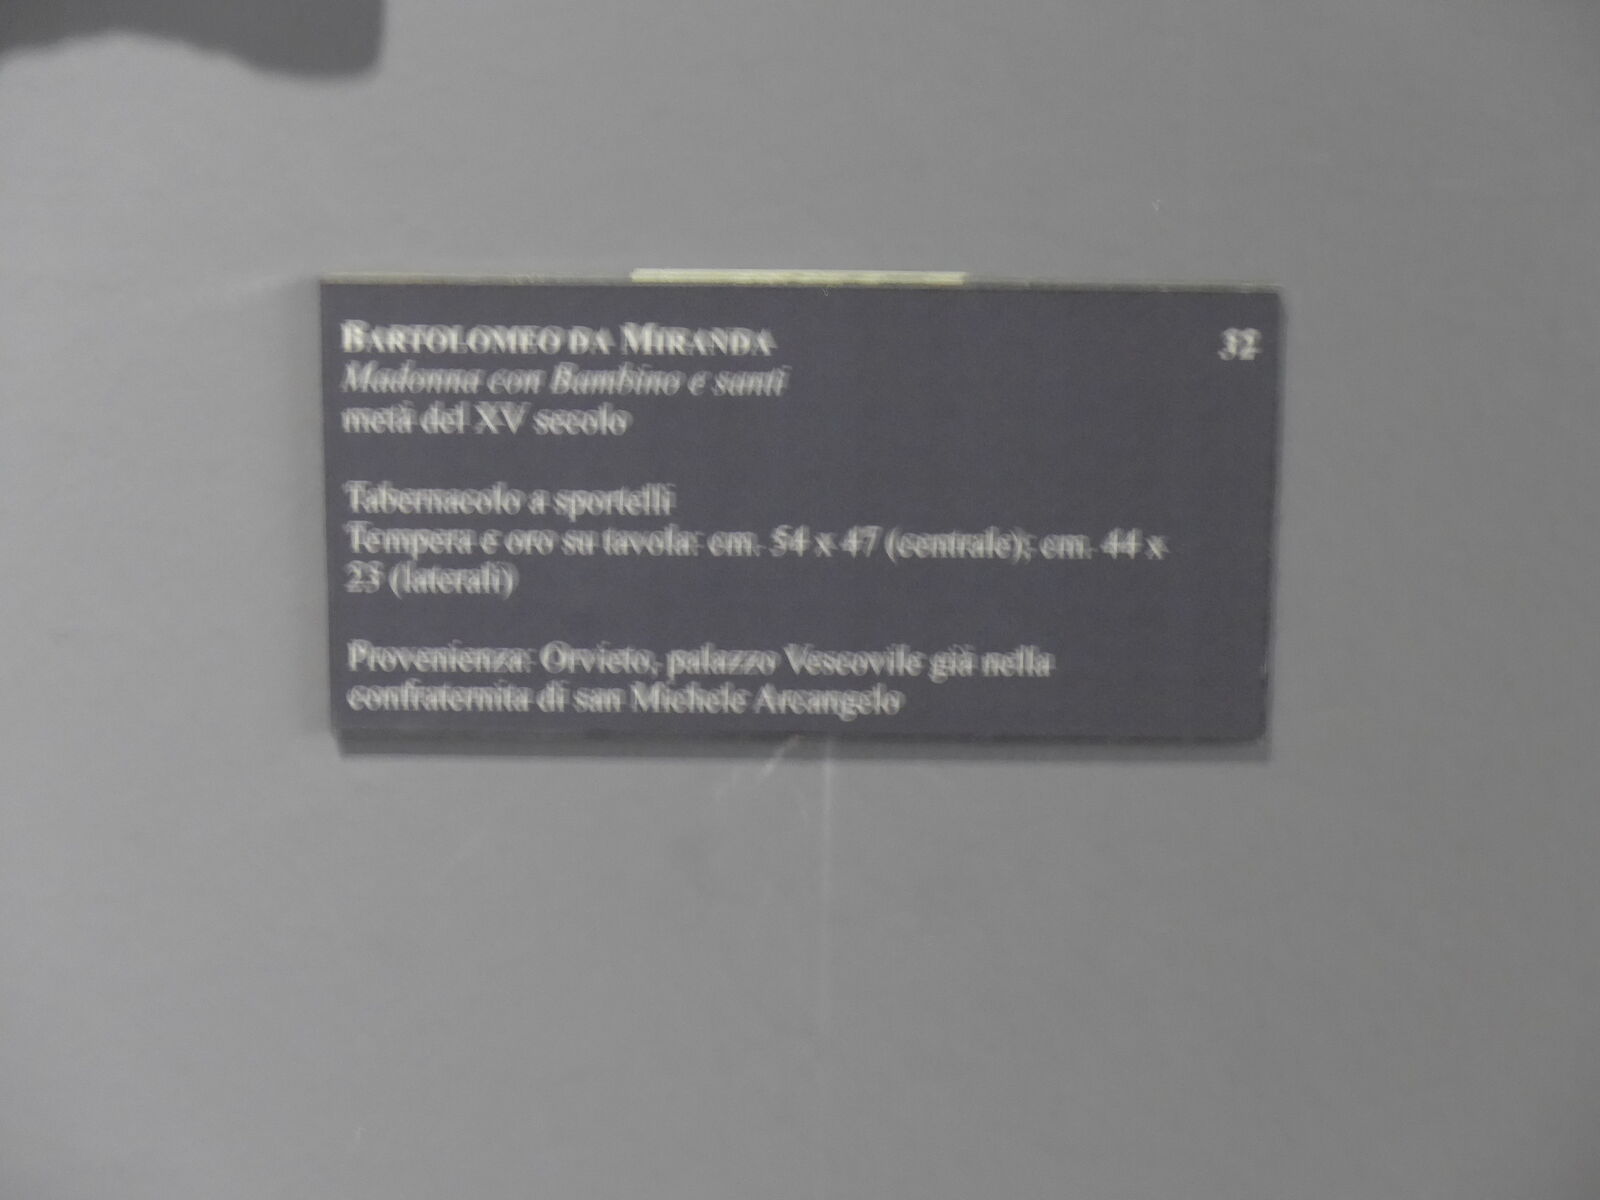 BARTOLOMEO DA MIRANDA 32
Madonna con Bambino e santi
metà del XV secolo
Tabernacolo a sportelli
Tempera e oro su tavola: cm. 54 x 47 (centrale); cm. 44 x
23 (laterali)
Provenienza: Orvieto, palazzo Vescovile già nella
confraternita di san Michele Arcangelo